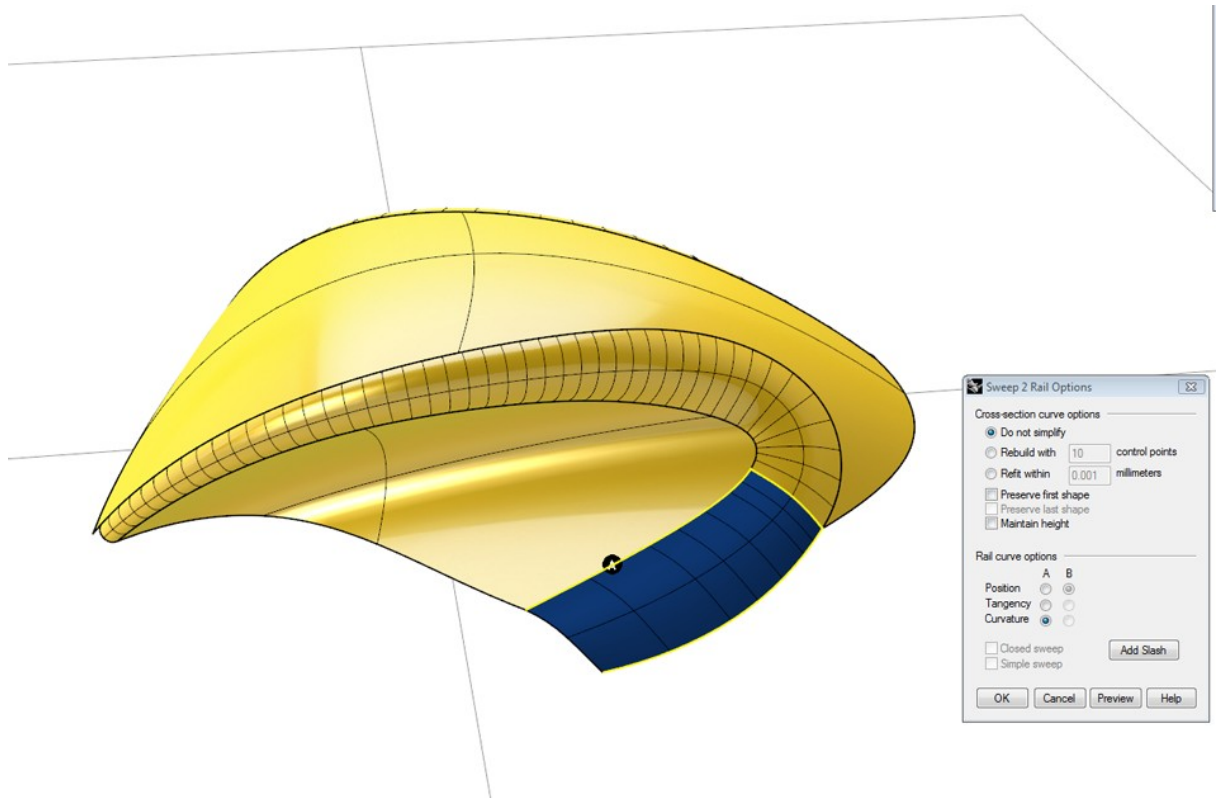 Sweep 2 Rail Options
Cross-section curve options
Do not simplify
Rebuild with 10 control points
Refit within 0.001 millimeters
Preserve first shape
Preserve last shape
Maintain height
Rail curve options
A B
Position
Tangency
Curvature
Closed sweep
Add Slash
Simple sweep
OK Cancel Preview Help
A